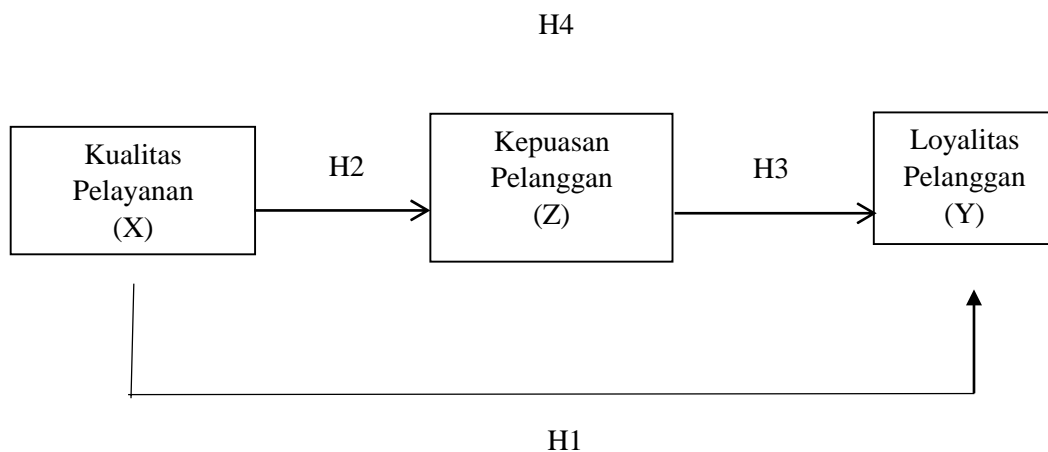 H4
Kualitas
Pelayanan
(X)
H2
Kepuasan
Pelanggan
(Z)
H3
Loyalitas
Pelanggan
(Y)
H1